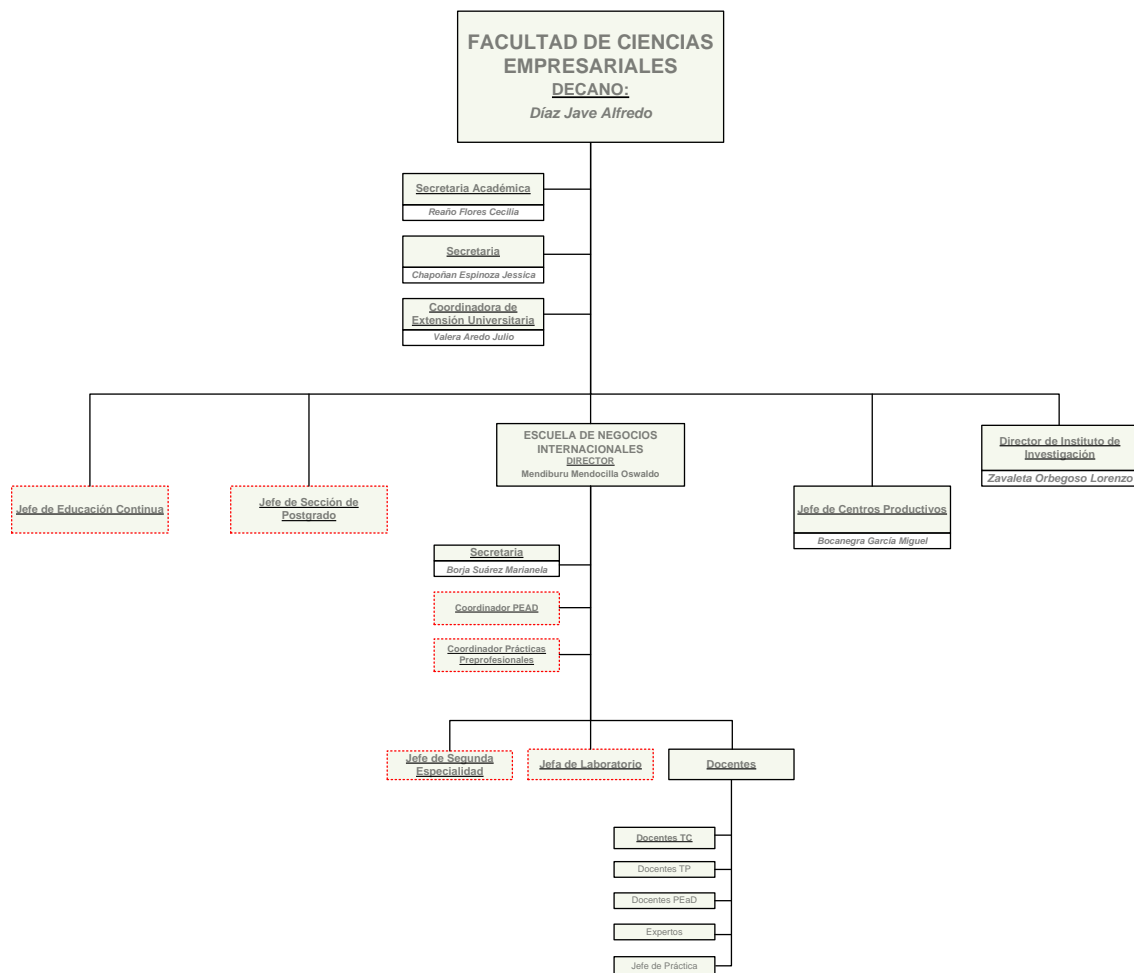 FACULTAD DE CIENCIAS
EMPRESARIALES
DECANO:
Díaz Jave Alfredo
Secretaria Académica
Reaño Flores Cecilia
Secretaria
Chapoñan Espinoza Jessica
Coordinadora de
Extensión Universitaria
Valera Aredo Julio
Jefe de Educación Continua
Jefe de Sección de
Postgrado
ESCUELA DE NEGOCIOS
INTERNACIONALES
DIRECTOR
Mendiburu Mendocilla Oswaldo
Jefe de Centros Productivos
Bocanegra García Miguel
Director de Instituto de
Investigación
Zavaleta Orbegoso Lorenzo
Secretaria
Borja Suárez Marianela
Coordinador PEAD
Coordinador Prácticas
Preprofesionales
Jefe de Segunda
Especialidad
Jefa de Laboratorio
Docentes
Docentes TC
Docentes TP
Docentes PEaD
Expertos
Jefe de Práctica